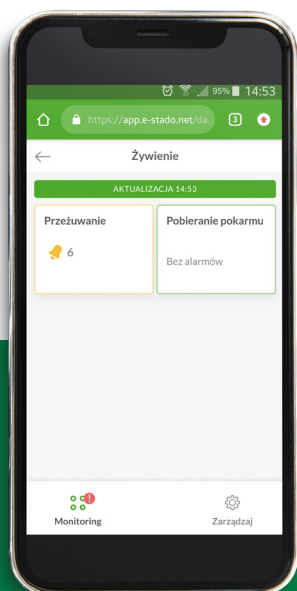 95% 14:53
https://app.e-stado.net/da 3
Żywienie
AKTUALIZACJA 14:53
Przeżuwanie
6
Pobieranie pokarmu
Bez alarmów
Monitoring
Zarządzaj